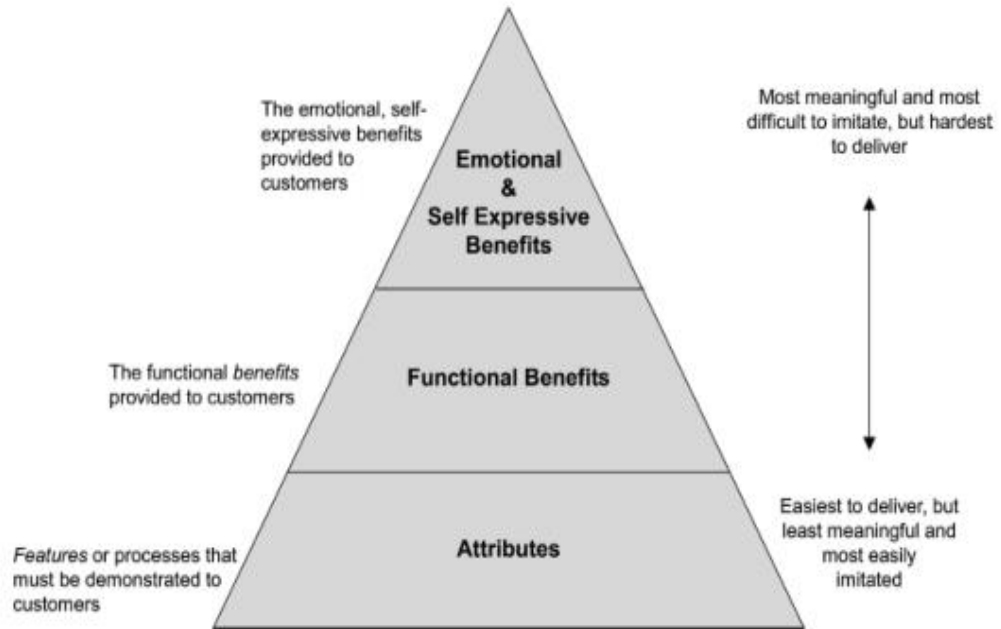 The emotional, self-
expressive benefits
provided to
customers
Emotional
&
Self Expressive
Benefits
Most meaningful and most
difficult to imitate, but hardest
to deliver
The functional benefits
provided to customers
Functional Benefits
Features or processes that
must be demonstrated to
customers
Attributes
Easiest to deliver, but
least meaningful and
most easily
imitated